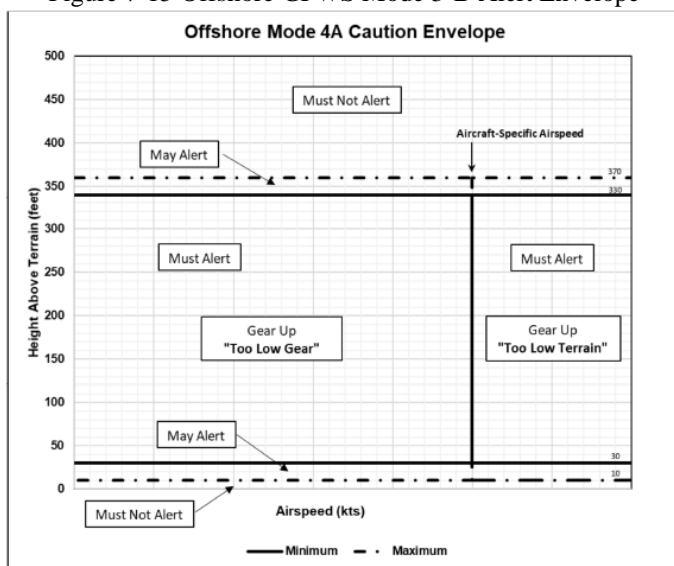 Figure 7-13 Offshore GPWS Mode 3-B Alert Envelope
Offshore Mode 4A Caution Envelope
500
450
400
350
300
250
200
150
100
50
0
Height Above Terrain (feet)
Must Not Alert
Aircraft-Specific Airspeed
May Alert
370
330
Must Alert
Must Alert
Gear Up
"Too Low Gear"
Gear Up
"Too Low Terrain"
May Alert
30
10
Must Not Alert
Airspeed (kts)
Minimum
Maximum